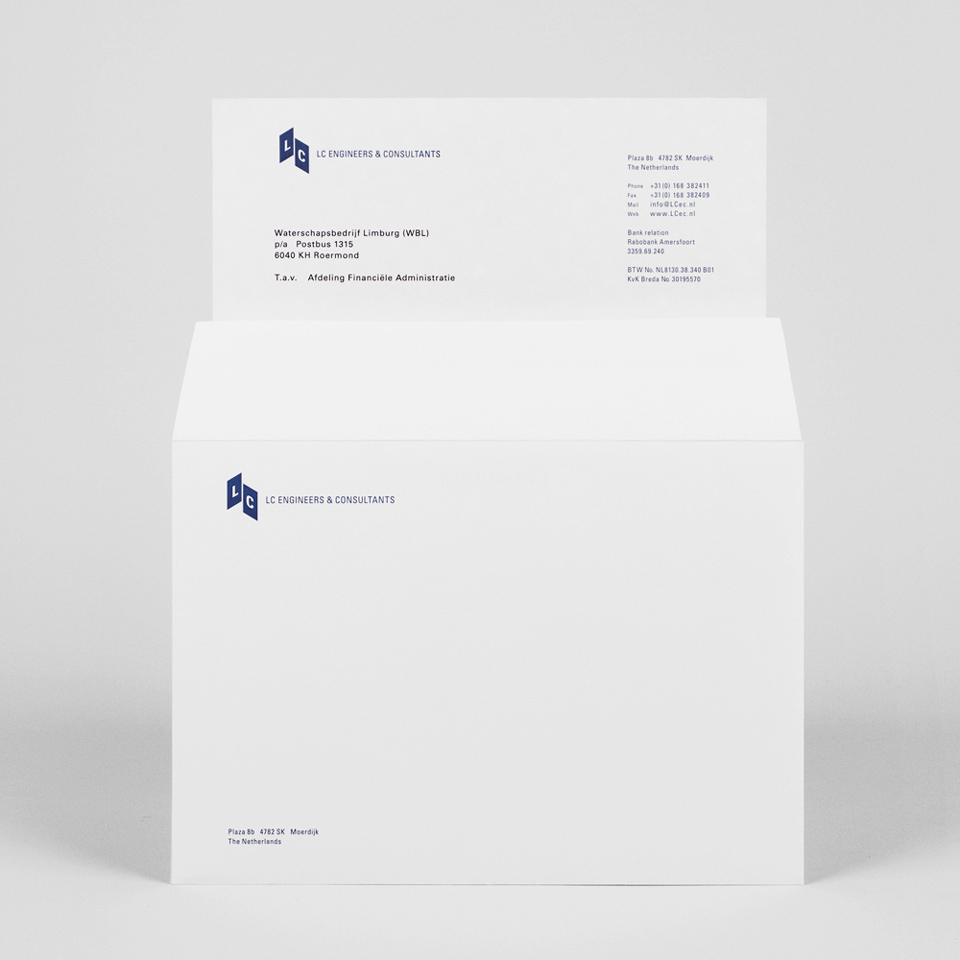 LC LC ENGINEERS & CONSULTANTS
Waterschapsbedrijf Limburg (WBL)
p/a Postbus 1315
6040 KH Roermond
T.a.v. Afdeling Financiële Administratie
Plaza 8b 4782 SK Moerdijk
The Netherlands
Phone +31(0) 168 382411
Fax +31(0) 168 382409
Mail info@LCec.nl
Web www.LCec.nl
Bank relation
Rabobank Amersfoort
3359.69.240
BTW No. NL8130.38.340 B01
KvK Breda No 30195570
LC LC ENGINEERS & CONSULTANTS
Plaza 8b 4782 SK Moerdijk
The Netherlands